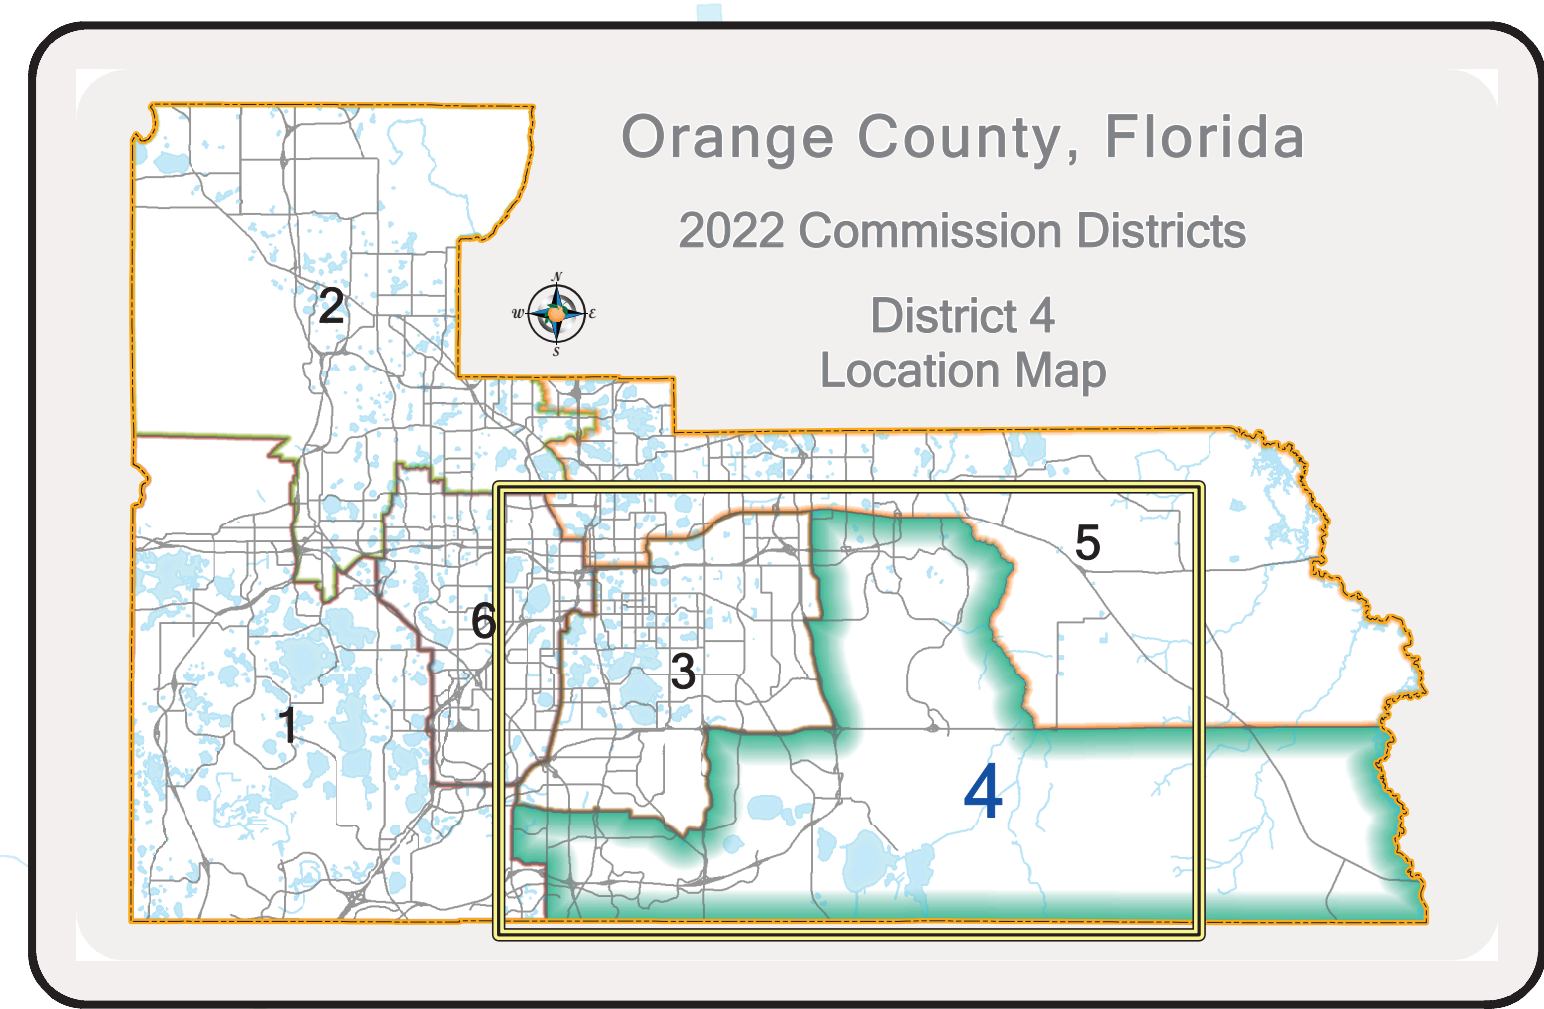 Orange County, Florida
2022 Commission Districts
District 4
Location Map
N
W E
S
2
5
6
3
1
4